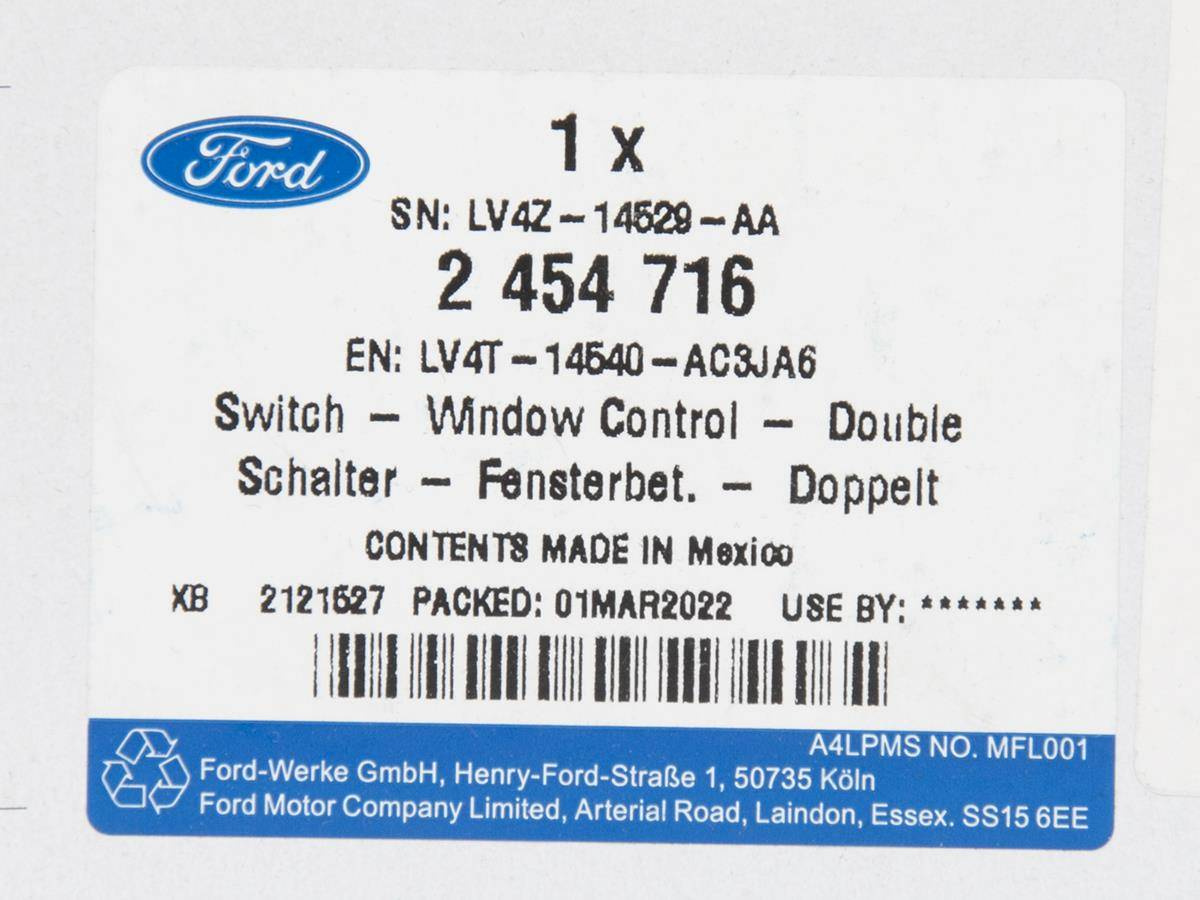 Ford
1 x
SN: LV4Z-14529-AA
2 454 716
EN: LV4T-14540-AC3JA6
Switch - Window Control - Double
Schalter - Fensterbet. - Doppelt
CONTENTS MADE IN Mexico
XB 2121527 PACKED: 01MAR2022 USE BY: *******
A4LPMS NO. MFL001
Ford-Werke GmbH, Henry-Ford-Straße 1, 50735 Köln
Ford Motor Company Limited, Arterial Road, Laindon, Essex. SS15 6EE